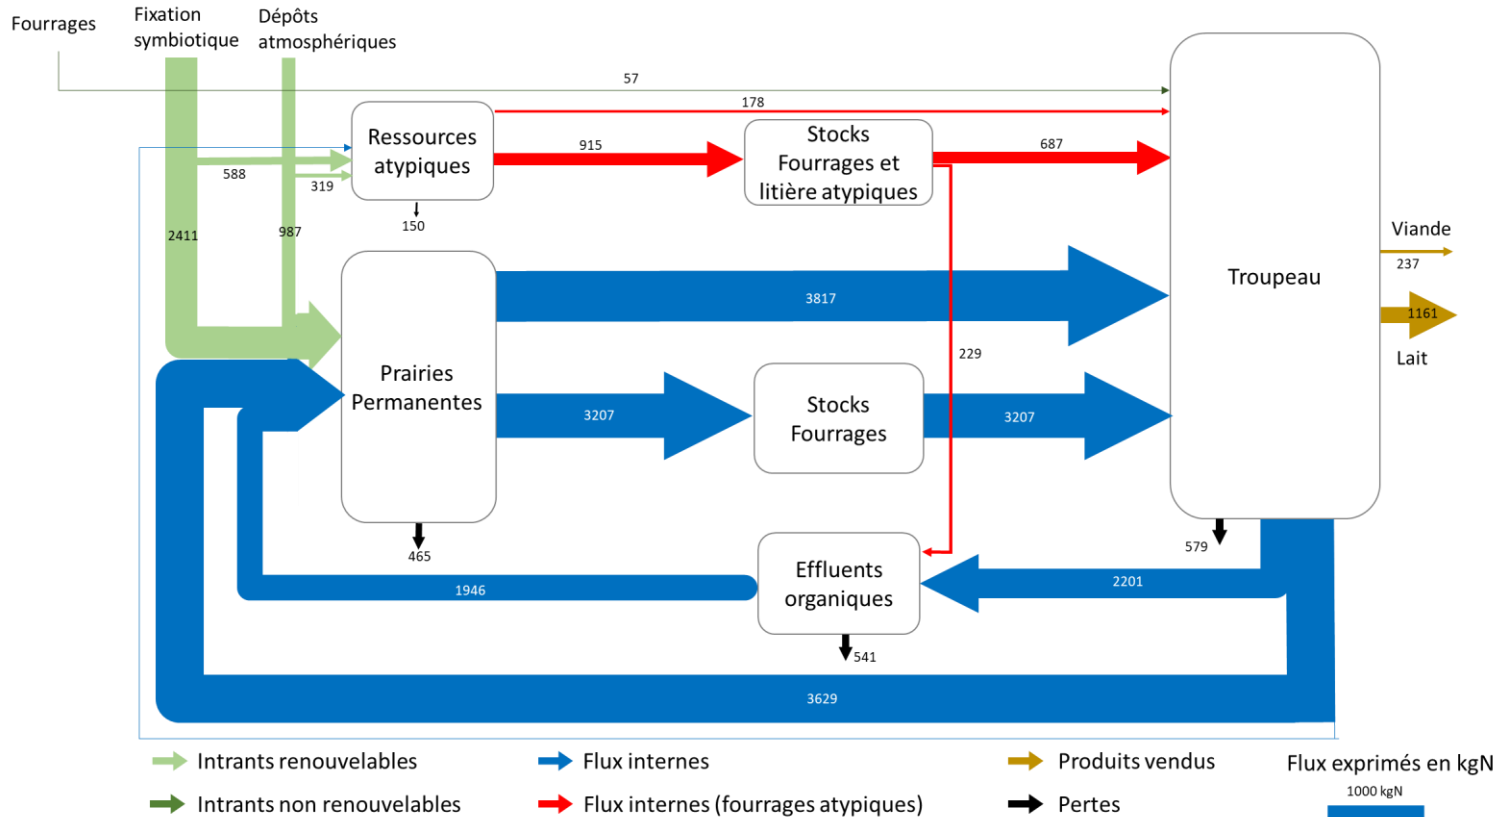 Fourrages
Fixation
symbiotique
Dépôts
atmosphériques
57
178
Ressources
atypiques
915
Stocks
Fourrages et
litière atypiques
687
588
319
150
2411
987
Troupeau
Viande
237
1161
Lait
3817
229
Prairies
Permanentes
3207
Stocks
Fourrages
3207
465
579
Effluents
organiques
2201
1946
541
3629
Intrants renouvelables
Flux internes
Produits vendus
Flux exprimés en kgN
Intrants non renouvelables
Flux internes (fourrages atypiques)
Pertes
1000 kgN